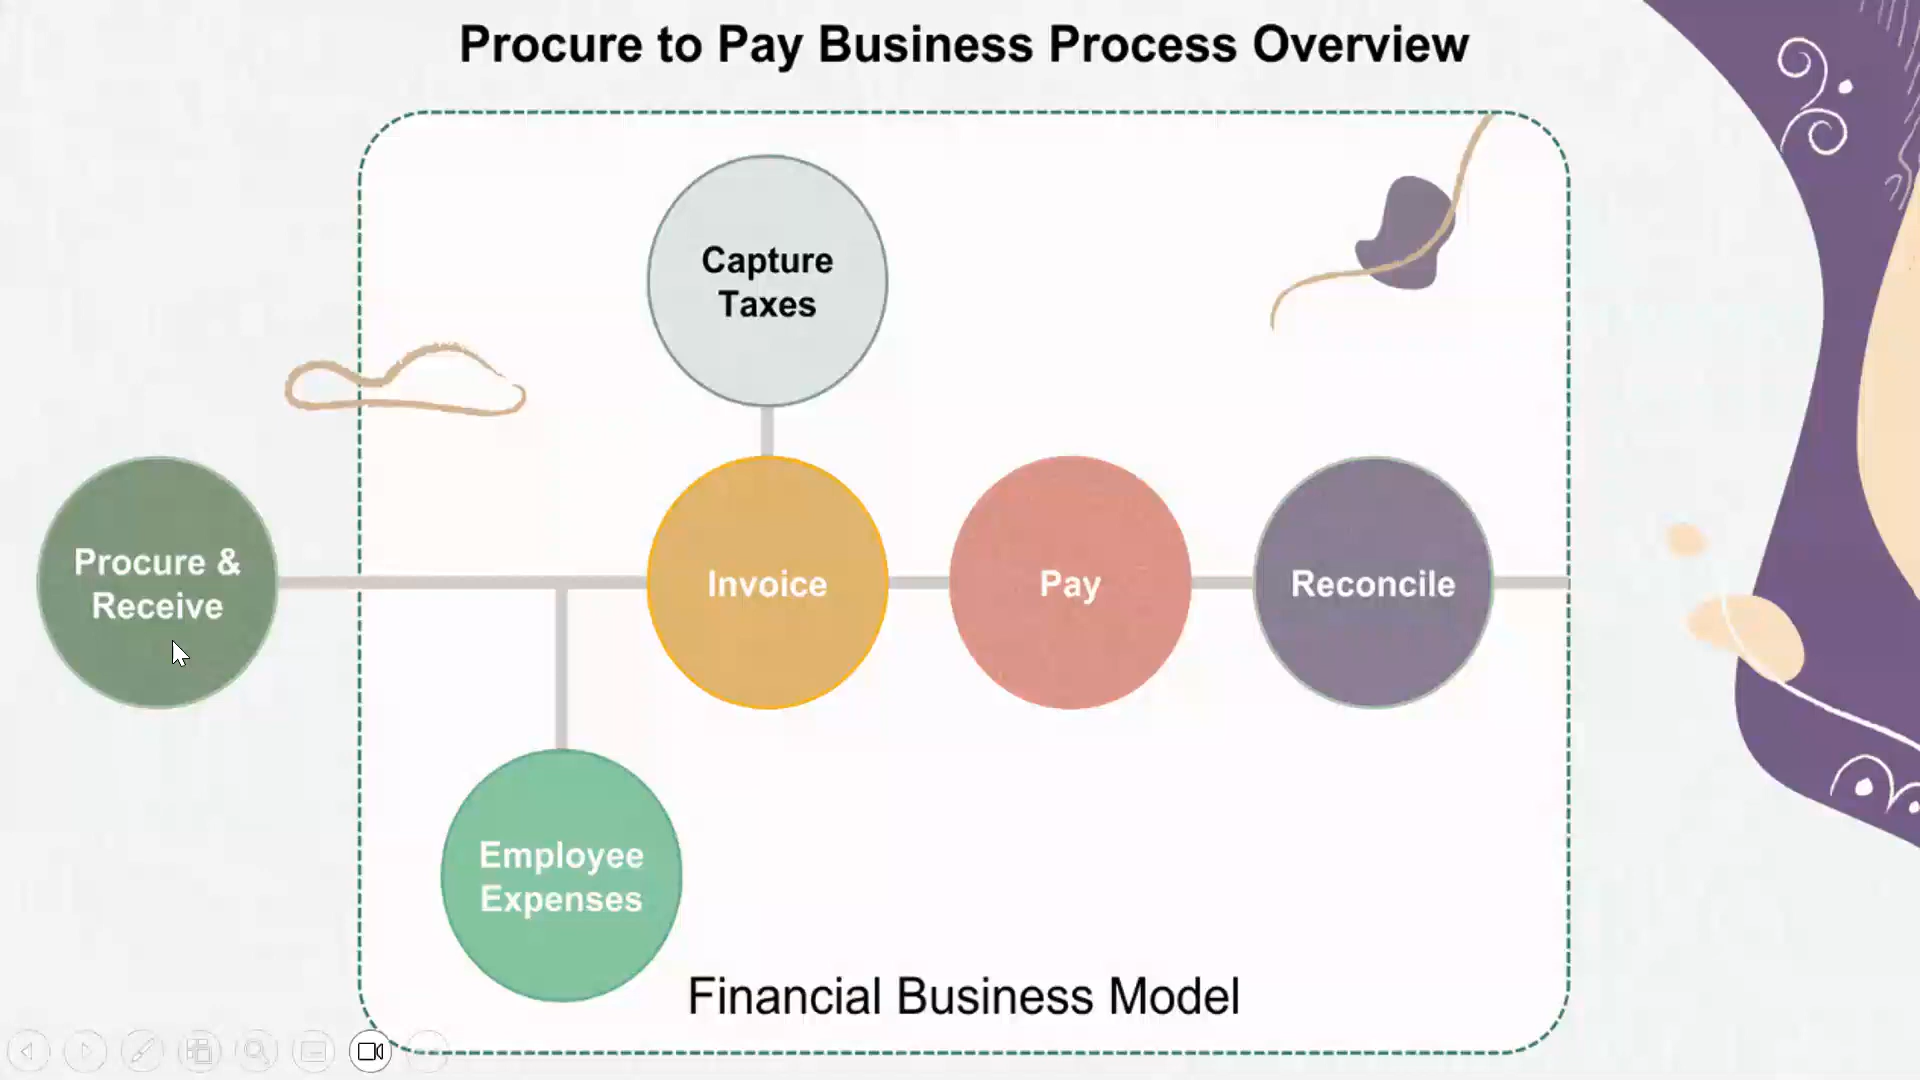 Procure to Pay Business Process Overview
Capture
Taxes
Procure &
Receive
Invoice
Pay
Reconcile
Employee
Expenses
Financial Business Model